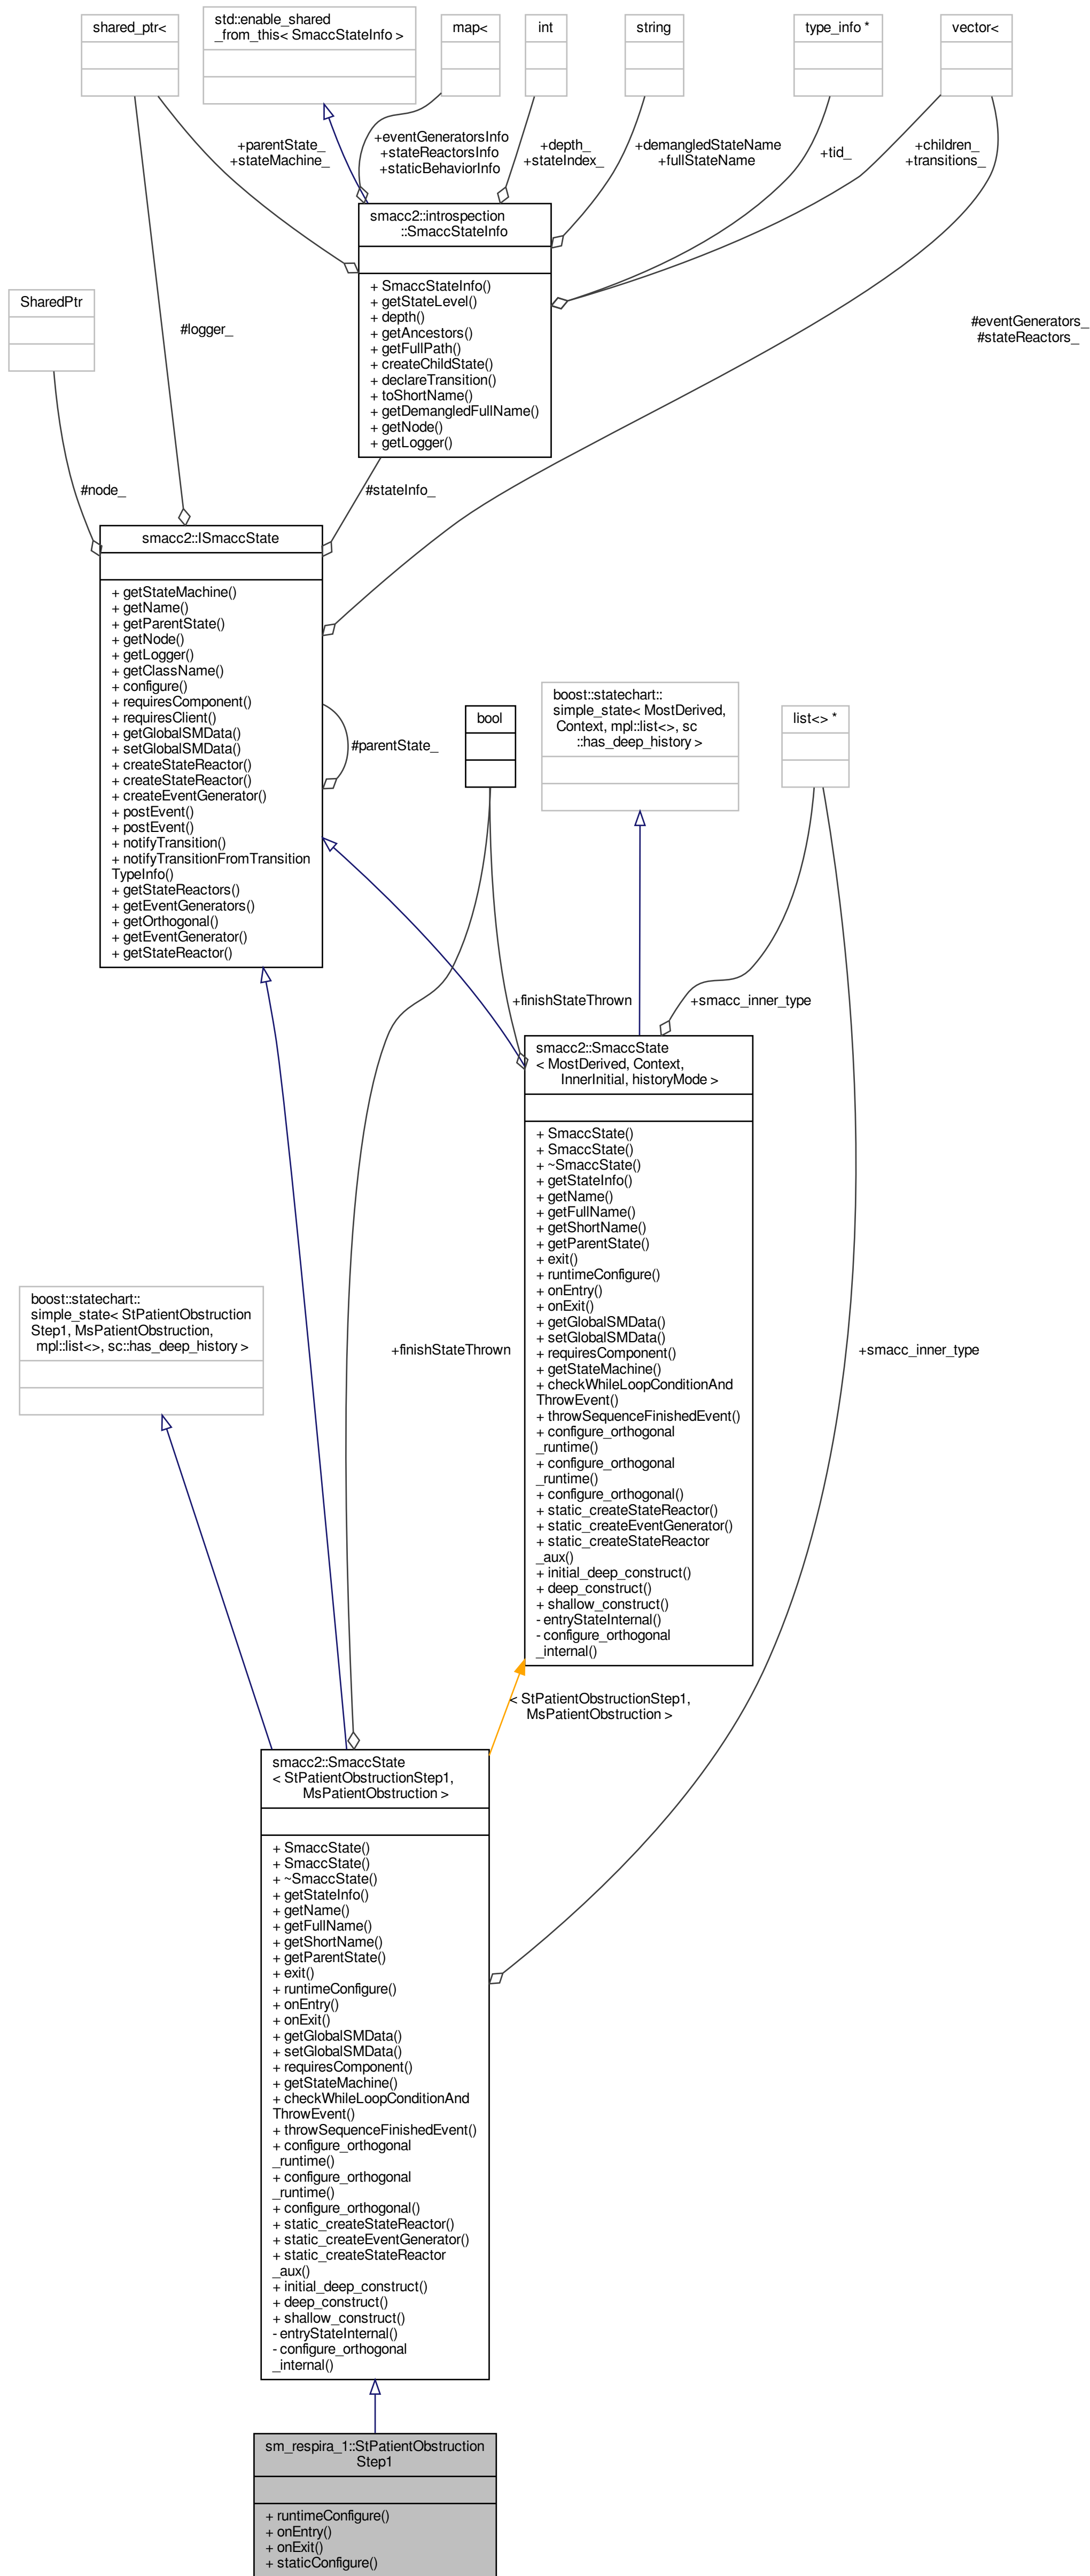 shared_ptr<
std::enable_shared
_from_this< SmaccStateInfo >
map<
int
string
type_info *
vector<
+parentState_
+stateMachine_
+eventGeneratorsInfo
+stateReactorsInfo
+staticBehaviorInfo
+depth_
+stateIndex_
+demangledStateName
+fullStateName
+tid_
+children_
+transitions_
smacc2::introspection
::SmaccStateInfo
+ SmaccStateInfo()
+ getStateLevel()
+ depth()
+ getAncestors()
+ getFullPath()
+ createChildState()
+ declareTransition()
+ toShortName()
+ getDemangledFullName()
+ getNode()
+ getLogger()
SharedPtr
#logger_
#eventGenerators_
#stateReactors_
#node_
#stateInfo_
smacc2::ISmaccState
+ getStateMachine()
+ getName()
+ getParentState()
+ getNode()
+ getLogger()
+ getClassName()
+ configure()
+ requiresComponent()
+ requiresClient()
+ getGlobalSMData()
+ setGlobalSMData()
+ createStateReactor()
+ createStateReactor()
+ createEventGenerator()
+ postEvent()
+ postEvent()
+ notifyTransition()
+ notifyTransitionFromTransition
TypeInfo()
+ getStateReactors()
+ getEventGenerators()
+ getOrthogonal()
+ getEventGenerator()
+ getStateReactor()
#parentState_
bool
boost::statechart::
simple_state< MostDerived,
Context, mpl::list<>, sc
::has_deep_history >
list<> *
+finishStateThrown
+smacc_inner_type
smacc2::SmaccState
< MostDerived, Context,
InnerInitial, historyMode >
+ SmaccState()
+ SmaccState()
+ ~SmaccState()
+ getStateInfo()
+ getName()
+ getFullName()
+ getShortName()
+ getParentState()
+ exit()
+ runtimeConfigure()
+ onEntry()
+ onExit()
+ getGlobalSMData()
+ setGlobalSMData()
+ requiresComponent()
+ getStateMachine()
+ checkWhileLoopConditionAnd
ThrowEvent()
+ throwSequenceFinishedEvent()
+ configure_orthogonal
_runtime()
+ configure_orthogonal
_runtime()
+ configure_orthogonal()
+ static_createStateReactor()
+ static_createEventGenerator()
+ static_createStateReactor
_aux()
+ initial_deep_construct()
+ deep_construct()
+ shallow_construct()
- entryStateInternal()
- configure_orthogonal
_internal()
boost::statechart::
simple_state< StPatientObstruction
Step1, MsPatientObstruction,
mpl::list<>, sc::has_deep_history >
+finishStateThrown
+smacc_inner_type
< StPatientObstructionStep1,
MsPatientObstruction >
smacc2::SmaccState
< StPatientObstructionStep1,
MsPatientObstruction >
+ SmaccState()
+ SmaccState()
+ ~SmaccState()
+ getStateInfo()
+ getName()
+ getFullName()
+ getShortName()
+ getParentState()
+ exit()
+ runtimeConfigure()
+ onEntry()
+ onExit()
+ getGlobalSMData()
+ setGlobalSMData()
+ requiresComponent()
+ getStateMachine()
+ checkWhileLoopConditionAnd
ThrowEvent()
+ throwSequenceFinishedEvent()
+ configure_orthogonal
_runtime()
+ configure_orthogonal
_runtime()
+ configure_orthogonal()
+ static_createStateReactor()
+ static_createEventGenerator()
+ static_createStateReactor
_aux()
+ initial_deep_construct()
+ deep_construct()
+ shallow_construct()
- entryStateInternal()
- configure_orthogonal
_internal()
sm_respira_1::StPatientObstruction
Step1
+ runtimeConfigure()
+ onEntry()
+ onExit()
+ staticConfigure()